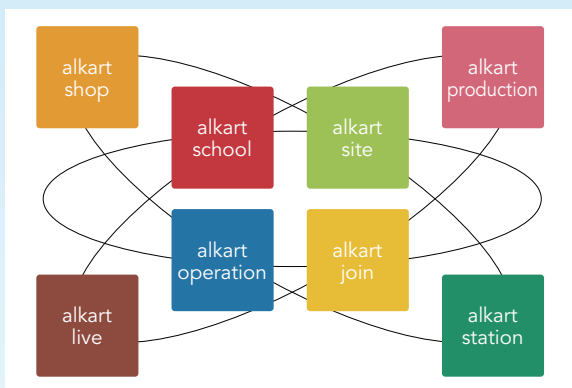 alkart
shop
alkart
production
alkart
school
alkart
site
alkart
operation
alkart
join
alkart
live
alkart
station